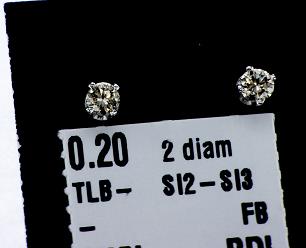 0.20 2 diam
TLB- SI2-SI3
- FB